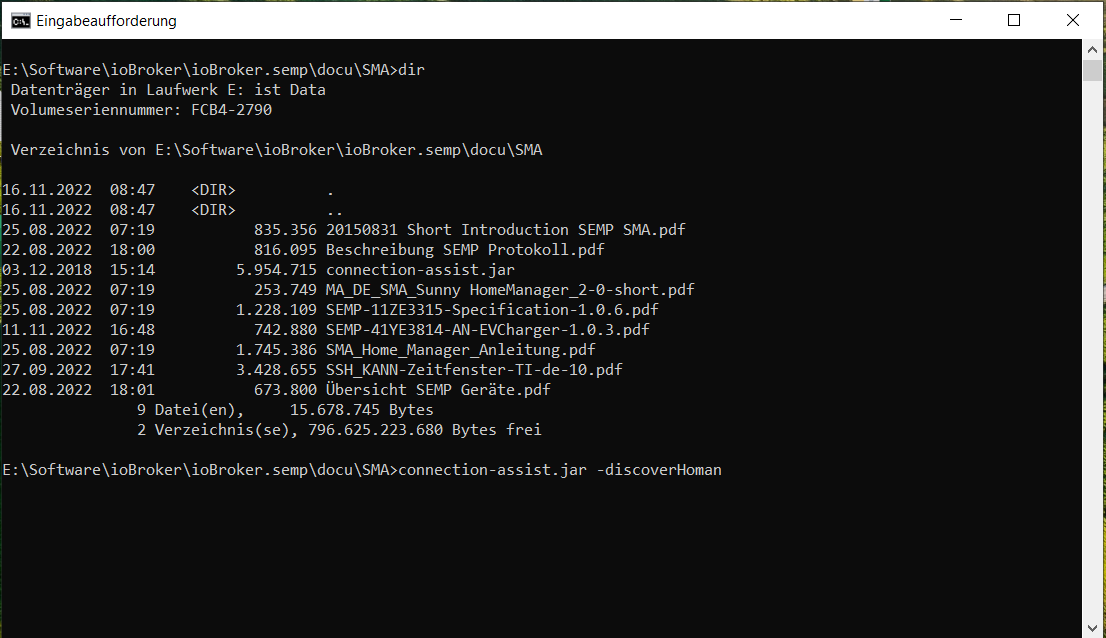 Eingabeaufforderung
E:\Software\ioBroker\ioBroker.semp\docu\SMA>dir
Datenträger in Laufwerk E: ist Data
Volumeseriennummer: FCB4-2790
Verzeichnis von E:\Software\ioBroker\ioBroker.semp\docu\SMA
16.11.2022  08:47    <DIR>          .
16.11.2022  08:47    <DIR>          ..
25.08.2022  07:19           835.356 20150831 Short Introduction SEMP SMA.pdf
22.08.2022  18:00           816.095 Beschreibung SEMP Protokoll.pdf
03.12.2018  15:14         5.954.715 connection-assist.jar
25.08.2022  07:19           253.749 MA_DE_SMA_Sunny HomeManager_2-0-short.pdf
25.08.2022  07:19         1.228.109 SEMP-11ZE3315-Specification-1.0.6.pdf
11.11.2022  16:48           742.880 SEMP-41YE3814-AN-EVCharger-1.0.3.pdf
25.08.2022  07:19         1.745.386 SMA_Home_Manager_Anleitung.pdf
27.09.2022  17:41         3.428.655 SSH_KANN-Zeitfenster-TI-de-10.pdf
22.08.2022  18:01           673.800 Übersicht SEMP Geräte.pdf
9 Datei(en),     15.678.745 Bytes
2 Verzeichnis(se), 796.625.223.680 Bytes frei
E:\Software\ioBroker\ioBroker.semp\docu\SMA>connection-assist.jar -discoverHoman